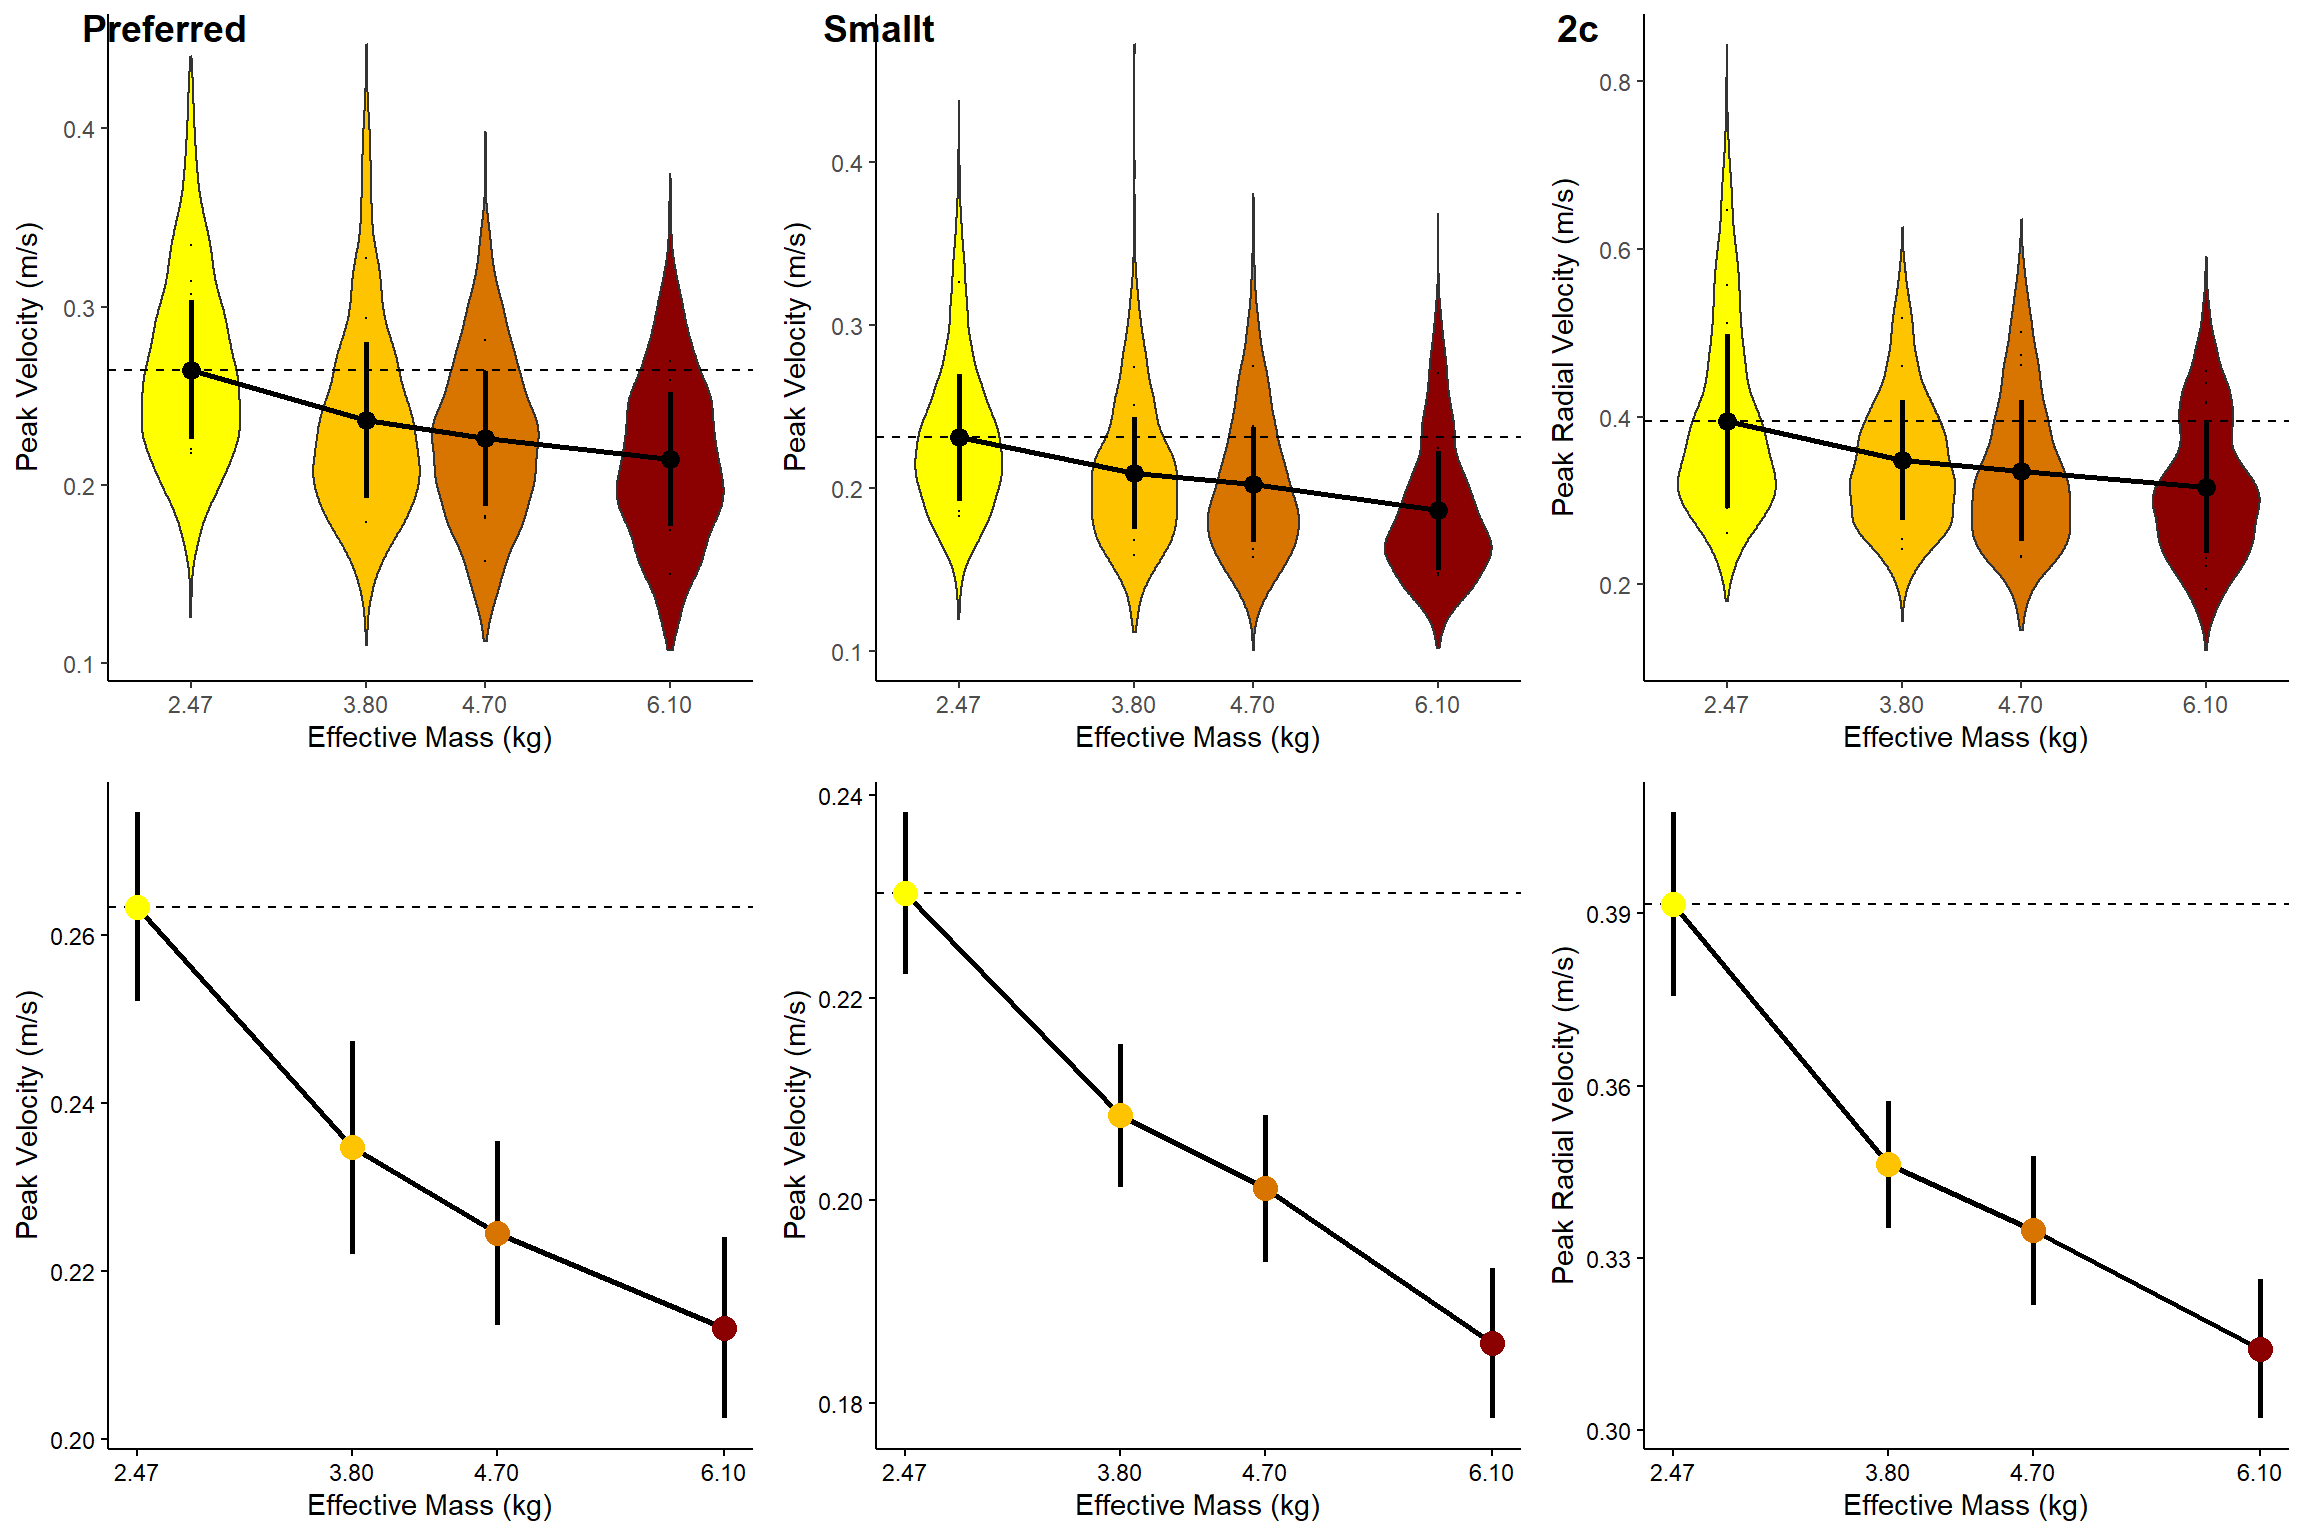 Preferred
Peak Velocity (m/s)
0.4
0.3
0.2
0.1
2.47 3.80 4.70 6.10
Effective Mass (kg)
Smallt
Peak Velocity (m/s)
0.4
0.3
0.2
0.1
2.47 3.80 4.70 6.10
Effective Mass (kg)
2c
Peak Radial Velocity (m/s)
0.8
0.6
0.4
0.2
2.47 3.80 4.70 6.10
Effective Mass (kg)
Peak Velocity (m/s)
0.26
0.24
0.22
0.20
2.47 3.80 4.70 6.10
Effective Mass (kg)
Peak Velocity (m/s)
0.24
0.22
0.20
0.18
2.47 3.80 4.70 6.10
Effective Mass (kg)
Peak Radial Velocity (m/s)
0.39
0.36
0.33
0.30
2.47 3.80 4.70 6.10
Effective Mass (kg)